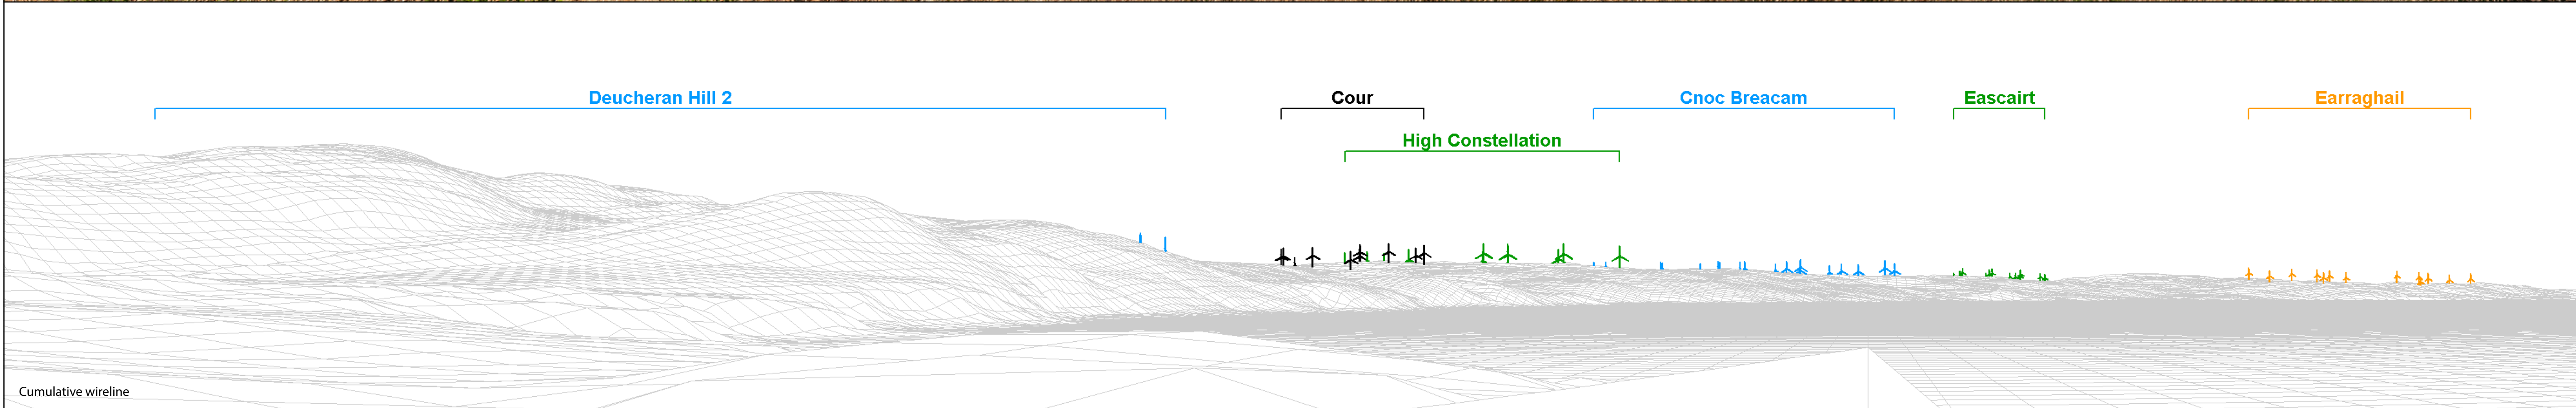 Deucheran Hill 2
Cour
Cnoc Breacam
Eascairt
Earraghail
High Constellation
Cumulative wireline